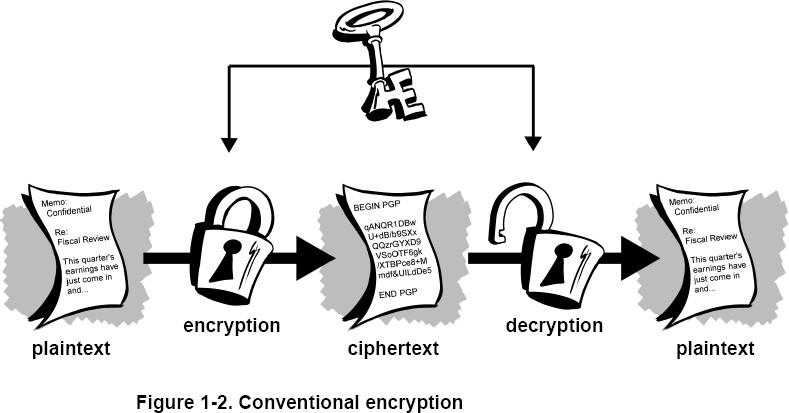 Memo:
Confidential
Re:
Fiscal Review
This quarter's
earnings have
just come in
and...
plaintext
encryption
BEGIN PGP
qANQR1DBw
U+dB/b9SXx
QQzrGYXD9
VSoOTF6gk
/XTBPce8+M
mdf&UILdDe5
END PGP
ciphertext
decryption
Memo:
Confidential
Re:
Fiscal Review
This quarter's
earnings have
just come in
and...
plaintext
Figure 1-2. Conventional encryption